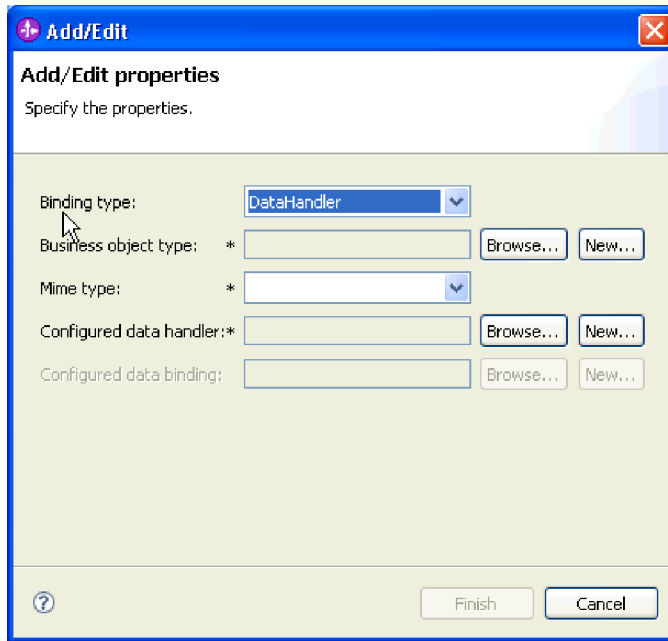 Add/Edit
Add/Edit properties
Specify the properties.
Binding type: DataHandler
Business object type: * Browse... New...
Mime type: *
Configured data handler:* Browse... New...
Configured data binding: Browse... New...
? Finish Cancel